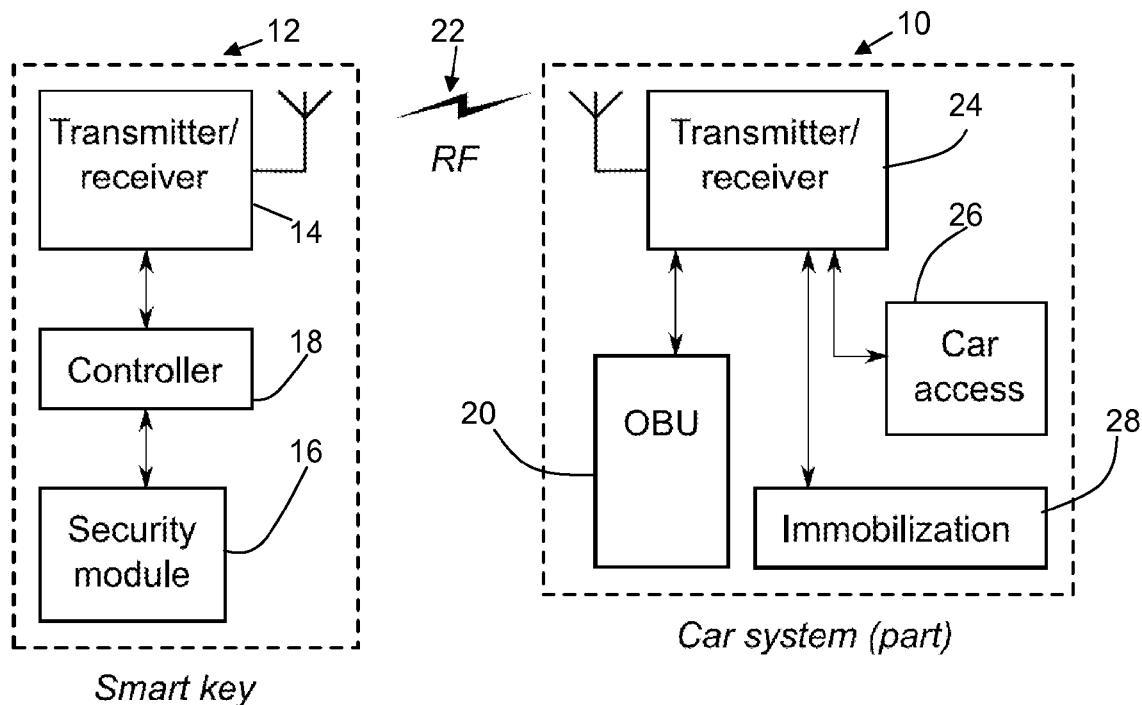 12
22
10
Transmitter/
receiver
14
RF
Transmitter/
receiver
24
26
Car
access
Controller
18
OBU
20
Security
module
16
Immobilization
28
Smart key
Car system (part)